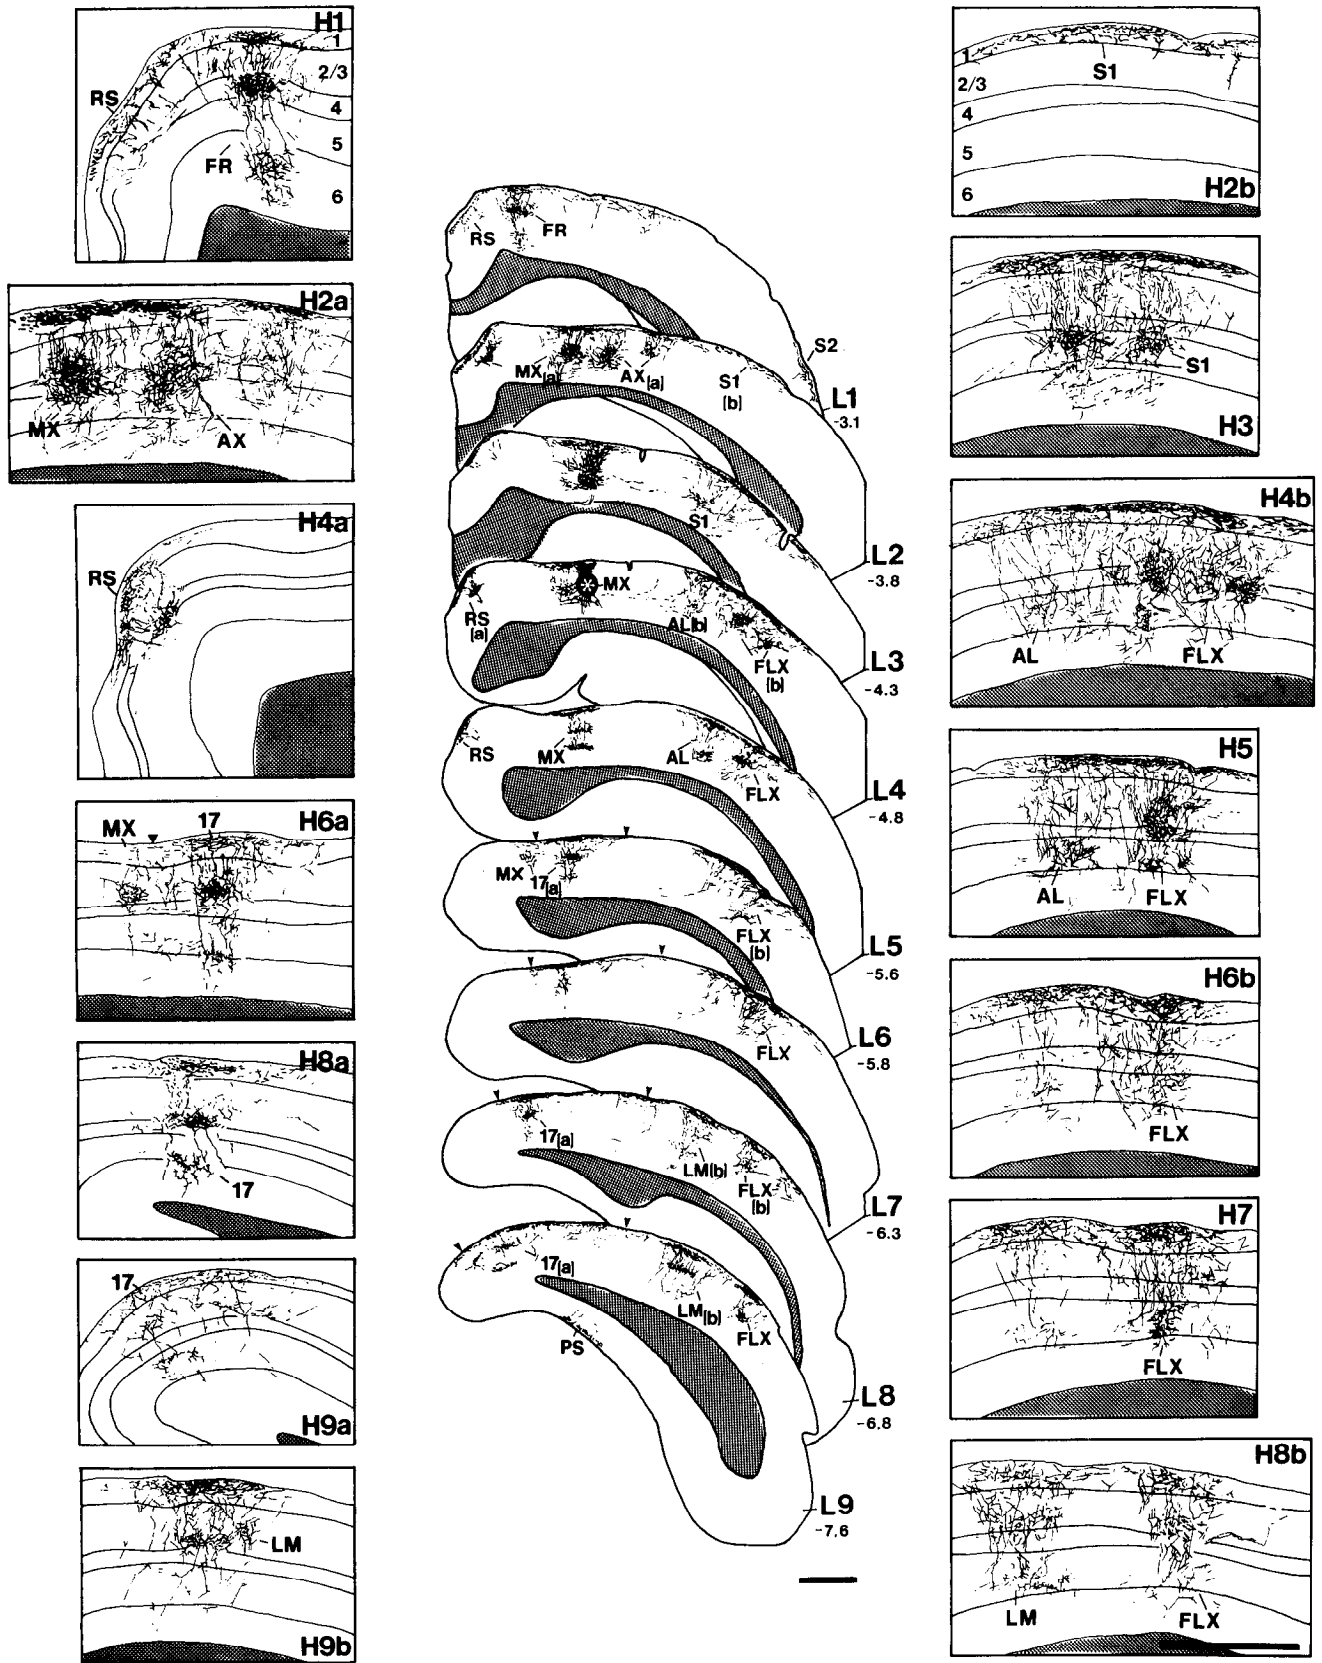 H1
1
2/3
4
5
6
RS
FR
H2a
MX
AX
H4a
RS
H6a
MX
17
H8a
17
H9a
17
H9b
LM
RS
FR
S2
L1
-3.1
MX[a]
AX[a]
S1
[b]
L2
-3.8
S1
L3
-4.3
RS
[a]
MX
AL[b]
FLX
[b]
L4
-4.8
RS
MX
AL
FLX
L5
-5.6
MX
17[a]
FLX
[b]
L6
-5.8
FLX
L7
-6.3
17[a]
LM[b]
FLX
[b]
L8
-6.8
17[a]
LM[b]
FLX
PS
L9
-7.6
H2b
1
2/3
4
5
6
S1
H3
S1
H4b
AL
FLX
H5
AL
FLX
H6b
FLX
H7
FLX
H8b
LM
FLX